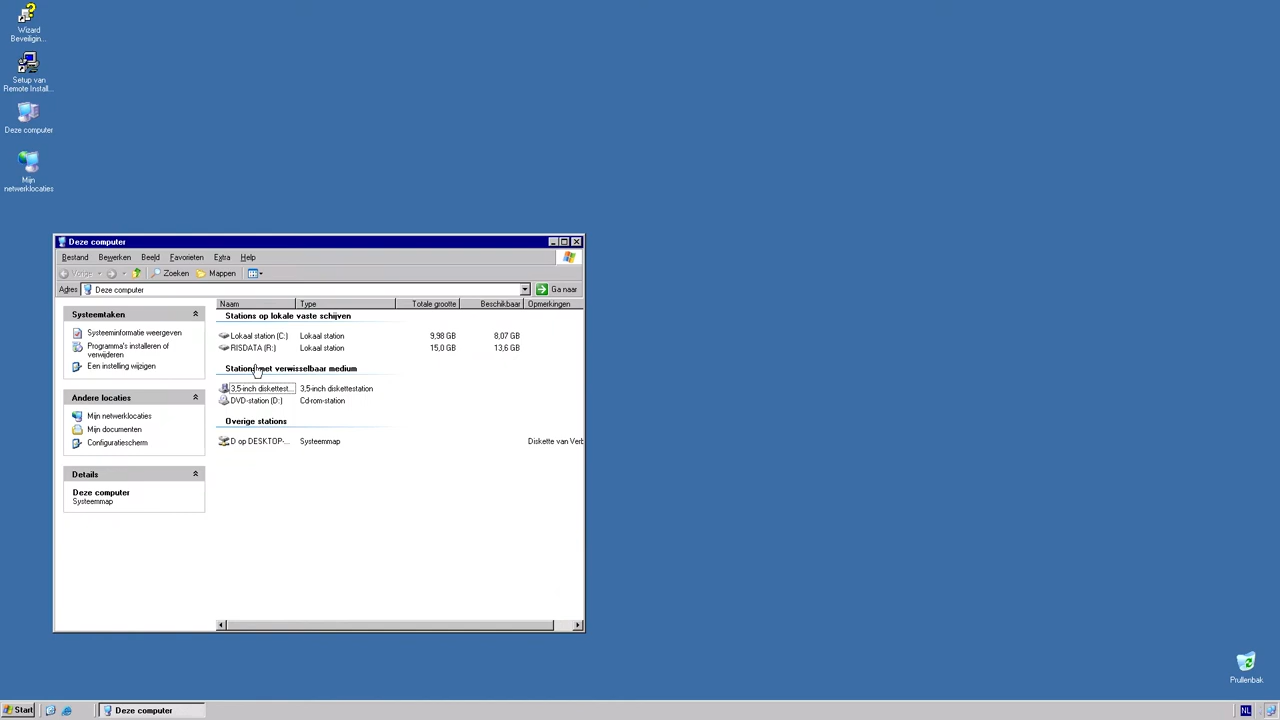 Wizard
Beveiligin...
Setup van
Remote Install...
Deze computer
Mijn
netwerklocaties
Deze computer
Bestand Bewerken Beeld Favorieten Extra Help
Vorige Zoeken Mappen
Adres Deze computer Ga naar
Systeemtaken
Systeeminformatie weergeven
Programma's installeren of
verwijderen
Een instelling wijzigen
Andere locaties
Mijn netwerklocaties
Mijn documenten
Configuratiescherm
Details
Deze computer
Systeemmap
Naam Type Totale grootte Beschikbaar Opmerkingen
Stations op lokale vaste schijven
Lokaal station (C:) Lokaal station 9,98 GB 8,07 GB
RISDATA (R:) Lokaal station 15,0 GB 13,6 GB
Stations met verwisselbaar medium
3,5-inch diskettest... 3,5-inch diskettestation
DVD-station (D:) Cd-rom-station
Overige stations
D op DESKTOP-... Systeemmap Diskette van Verb
Prullenbak
Start Deze computer NL